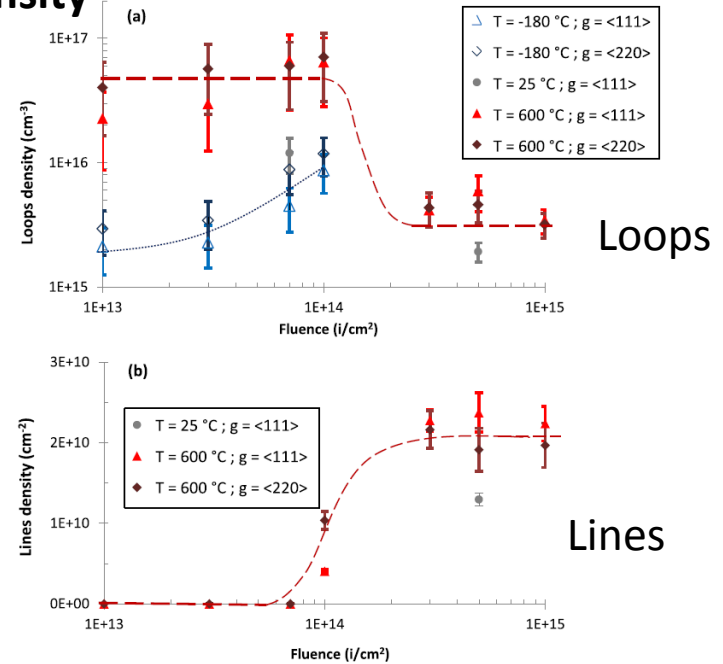 nsity
(a)
1E+17
1E+16
1E+15
Loops density (cm⁻³)
T = -180 °C ; g = <111>
T = -180 °C ; g = <220>
T = 25 °C ; g = <111>
T = 600 °C ; g = <111>
T = 600 °C ; g = <220>
Loops
1E+13 1E+14 1E+15
Fluence (i/cm²)
(b)
3E+10
2E+10
1E+10
0E+00
Lines density (cm⁻²)
T = 25 °C ; g = <111>
T = 600 °C ; g = <111>
T = 600 °C ; g = <220>
Lines
1E+13 1E+14 1E+15
Fluence (i/cm²)